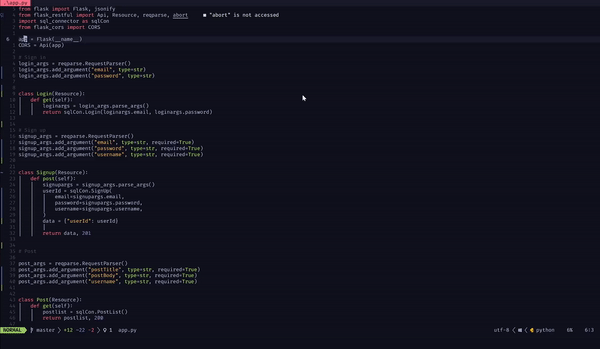 .\app.py
from flask import Flask, jsonify
from flask_restful import Api, Resource, reqparse, abort ■ "abort" is not accessed
import sql_connector as sqlCon
from flask_cors import CORS
6 app = Flask(__name__)
CORS = Api(app)
# Sign in
login_args = reqparse.RequestParser()
login_args.add_argument("email", type=str)
login_args.add_argument("password", type=str)
class Login(Resource):
def get(self):
loginargs = login_args.parse_args()
return sqlCon.Login(loginargs.email, loginargs.password)
# Sign up
signup_args = reqparse.RequestParser()
signup_args.add_argument("email", type=str, required=True)
signup_args.add_argument("password", type=str, required=True)
signup_args.add_argument("username", type=str, required=True)
class Signup(Resource):
def post(self):
signupargs = signup_args.parse_args()
userId = sqlCon.SignUp(
email=signupargs.email,
password=signupargs.password,
username=signupargs.username,
)
data = {"userId": userId}
return data, 201
# Post
post_args = reqparse.RequestParser()
post_args.add_argument("postTitle", type=str, required=True)
post_args.add_argument("postBody", type=str, required=True)
post_args.add_argument("username", type=str, required=True)
class Post(Resource):
def get(self):
postlist = sqlCon.PostList()
return postlist, 200
NORMAL master +12 ~22 -2 1 app.py utf-8 python 6% 6:3